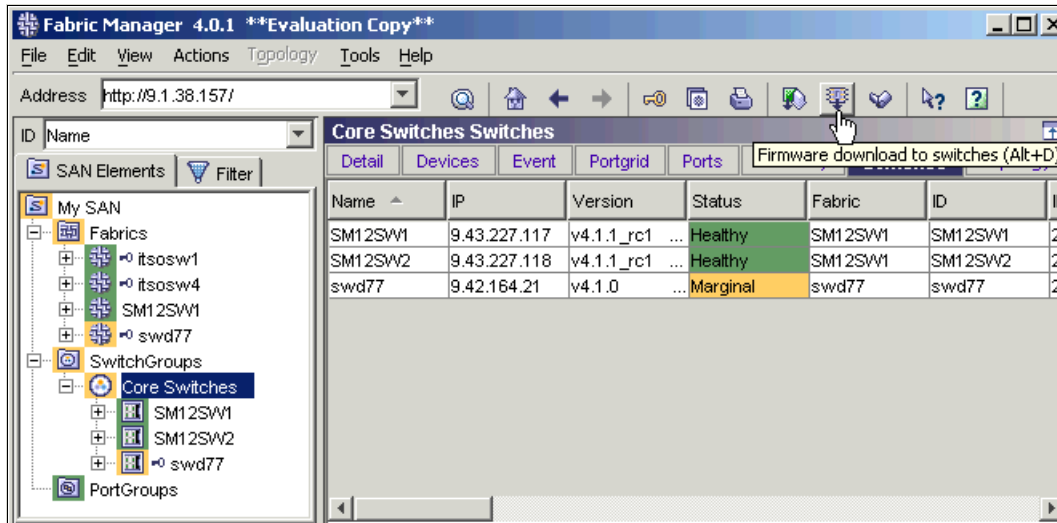 Fabric Manager 4.0.1 **Evaluation Copy**
File Edit View Actions Topology Tools Help
Address http://9.1.38.157/
ID Name
SAN Elements Filter
My SAN
Fabrics
itsosw1
itsosw4
SM12SW1
swd77
SwitchGroups
Core Switches
SM12SW1
SM12SW2
swd77
PortGroups
Core Switches Switches
Detail Devices Event Portgrid Ports
Firmware download to switches (Alt+D)
Name IP Version Status Fabric ID
SM12SW1 9.43.227.117 v4.1.1_rc1 ... Healthy SM12SW1 SM12SW1
SM12SW2 9.43.227.118 v4.1.1_rc1 ... Healthy SM12SW1 SM12SW2
swd77 9.42.164.21 v4.1.0 ... Marginal swd77 swd77